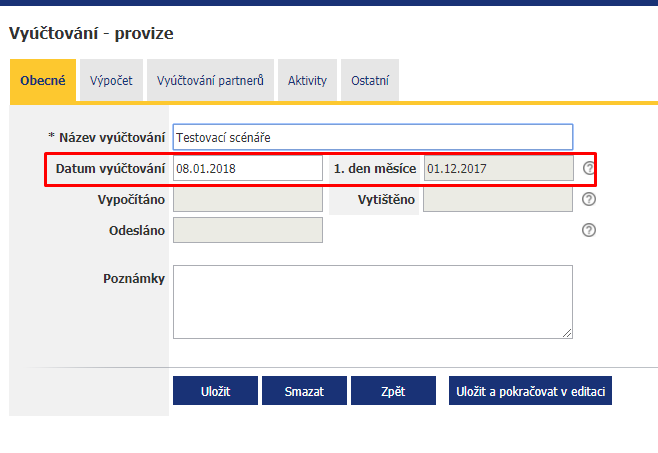 Vyúčtování - provize
Obecné Výpočet Vyúčtování partnerů Aktivity Ostatní
* Název vyúčtování Testovací scénáře
Datum vyúčtování 08.01.2018 1. den měsíce 01.12.2017 ?
Vypočítáno Vytištěno ?
Odesláno ?
Poznámky
Uložit Smazat Zpět Uložit a pokračovat v editaci